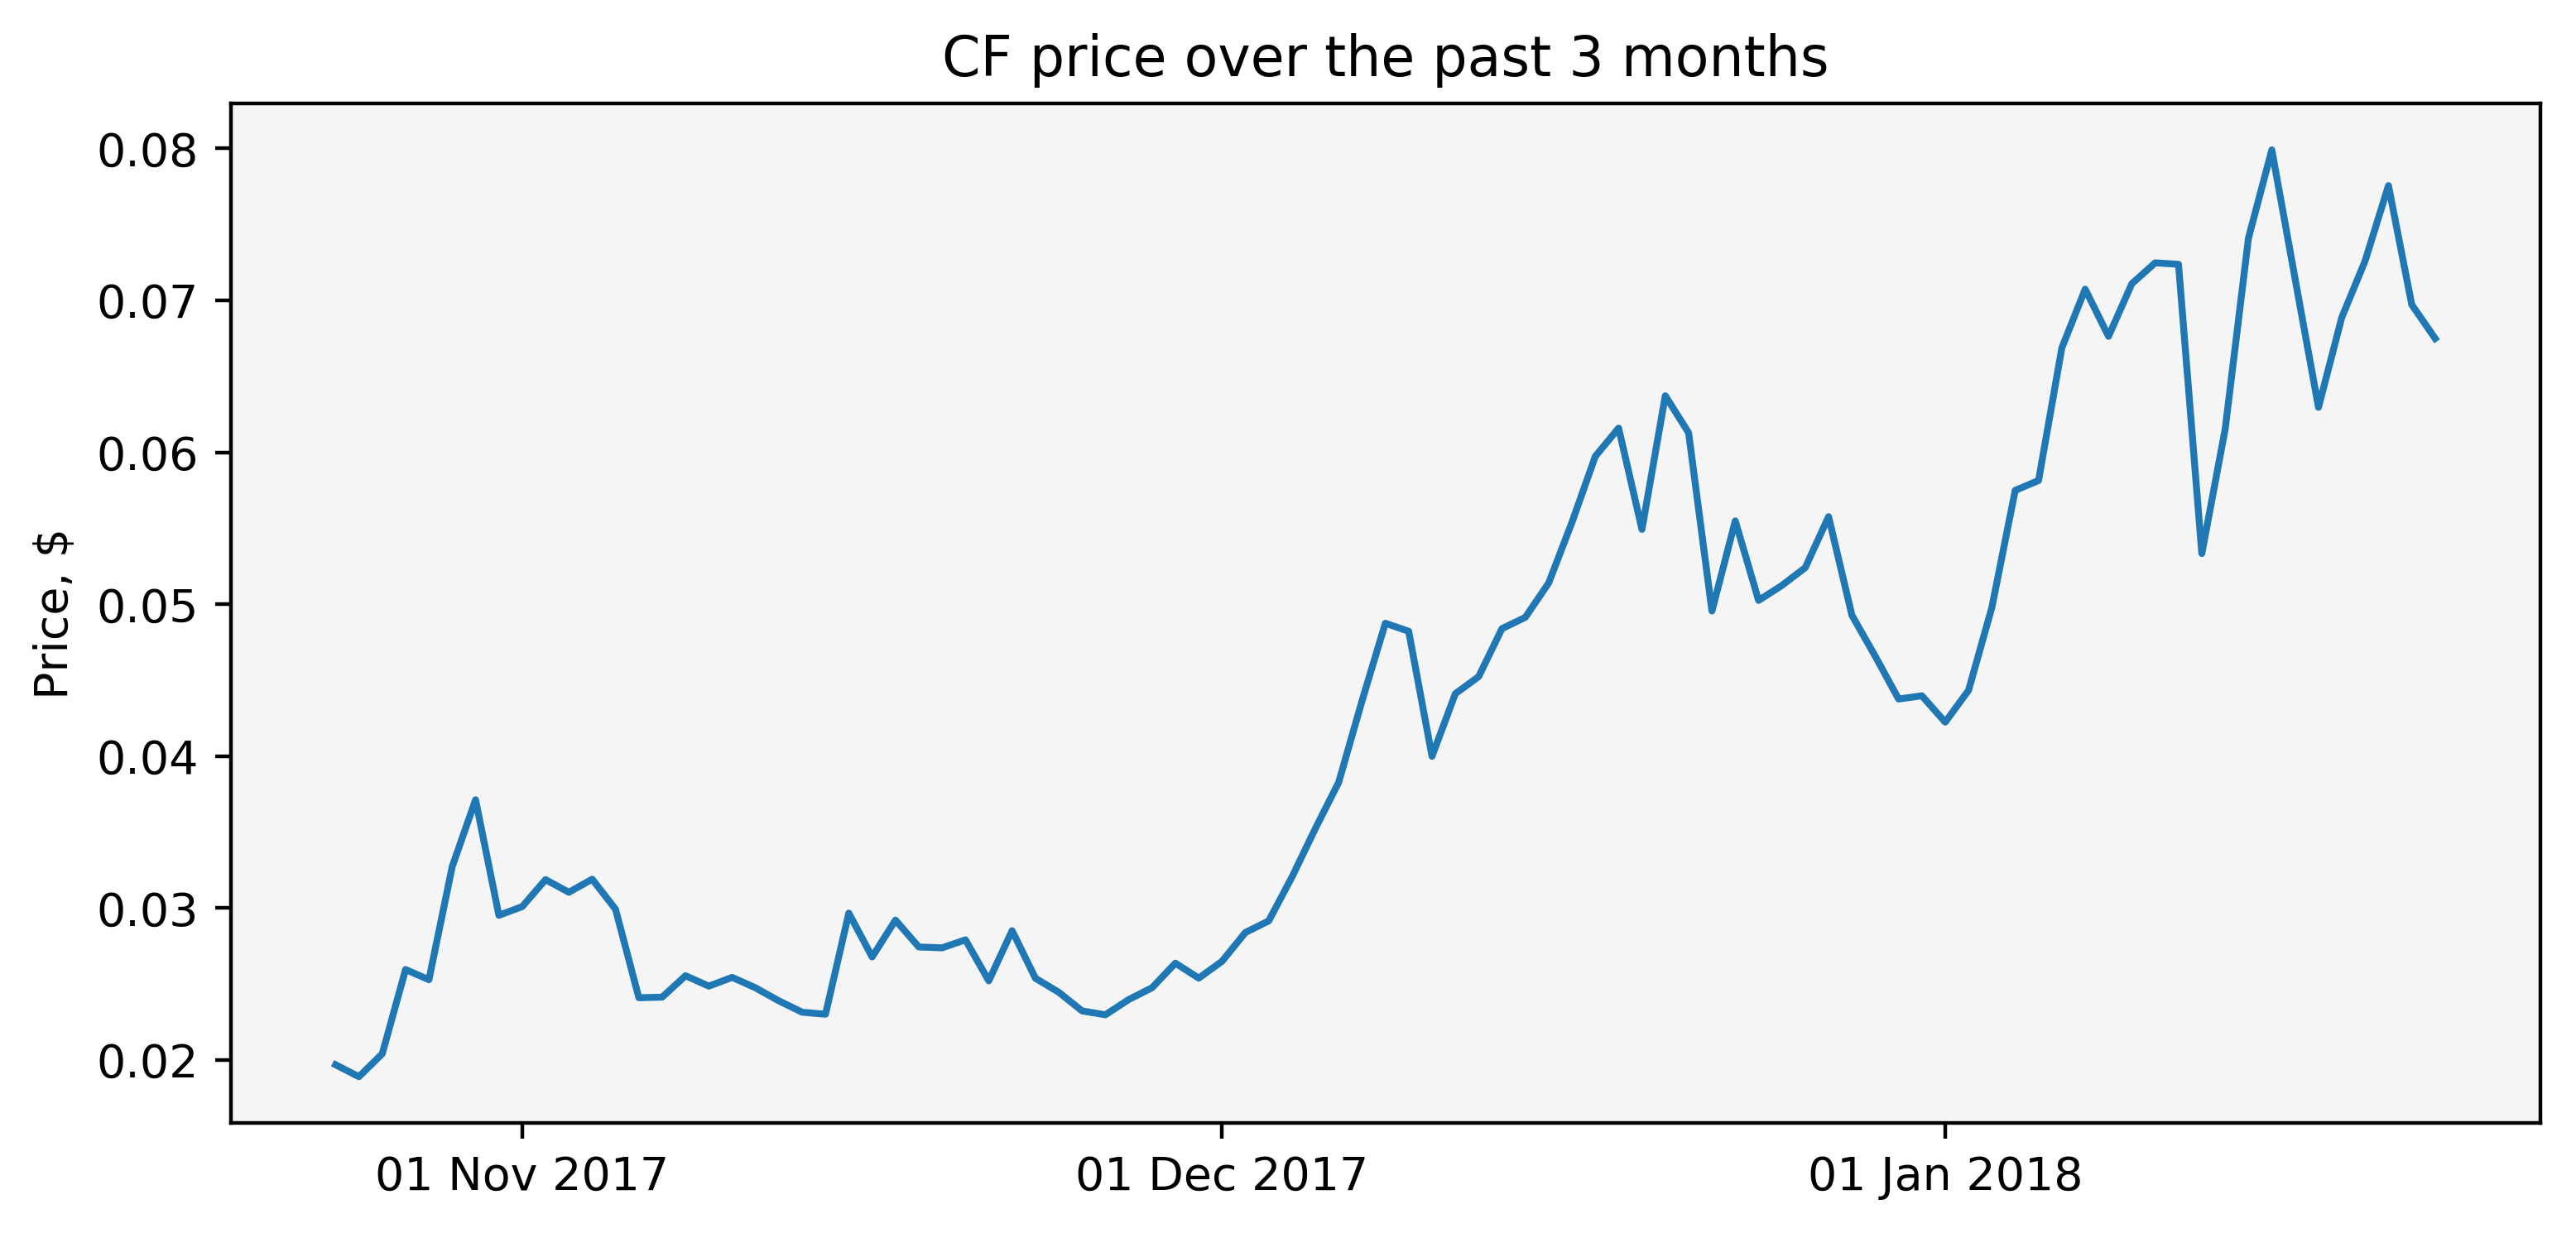 CF price over the past 3 months
Price, $
0.08
0.07
0.06
0.05
0.04
0.03
0.02
01 Nov 2017
01 Dec 2017
01 Jan 2018